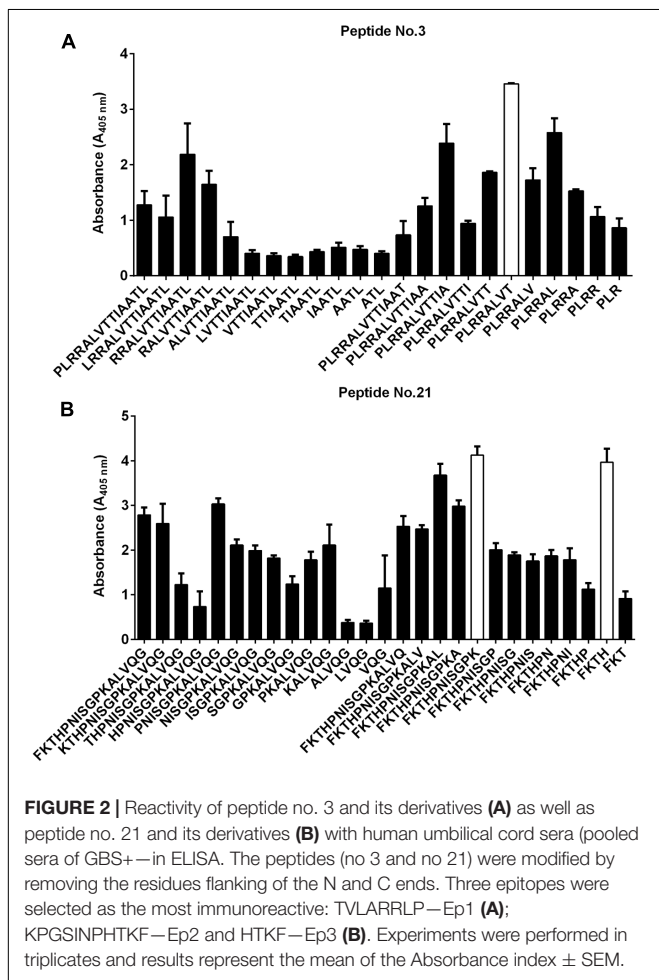 A
Peptide No.3
Absorbance (A405 nm)
4
3
2
1
0
PLRRALVTTIAATL
LRRALVTTIAATL
RRALVTTIAATL
RALVTTIAATL
ALVTTIAATL
LVTTIAATL
VTTIAATL
TTIAATL
TIAATL
IAATL
AATL
ATL
PLRRALVTTIAAT
PLRRALVTTIAA
PLRRALVTTIA
PLRRALVTTI
PLRRALVTT
PLRRALVT
PLRRALV
PLRRAL
PLRRA
PLRR
PLR
B
Peptide No.21
Absorbance (A405 nm)
5
4
3
2
1
0
FKTHPNISGPKALVQG
KTHPNISGPKALVQG
THPNISGPKALVQG
HPNISGPKALVQG
PNISGPKALVQG
NISGPKALVQG
ISGPKALVQG
SGPKALVQG
GPKALVQG
PKALVQG
KALVQG
ALVQG
LVQG
VQG
FKTHPNISGPKALVQ
FKTHPNISGPKALV
FKTHPNISGPKAL
FKTHPNISGPKA
FKTHPNISGPK
FKTHPNISGP
FKTHPNISG
FKTHPNIS
FKTHPN
FKTHPNI
FKTHP
FKTH
FKT
FIGURE 2 | Reactivity of peptide no. 3 and its derivatives (A) as well as
peptide no. 21 and its derivatives (B) with human umbilical cord sera (pooled
sera of GBS+—in ELISA. The peptides (no 3 and no 21) were modified by
removing the residues flanking of the N and C ends. Three epitopes were
selected as the most immunoreactive: TVLARRLP—Ep1 (A);
KPGSINPHTKF—Ep2 and HTKF—Ep3 (B). Experiments were performed in
triplicates and results represent the mean of the Absorbance index ± SEM.